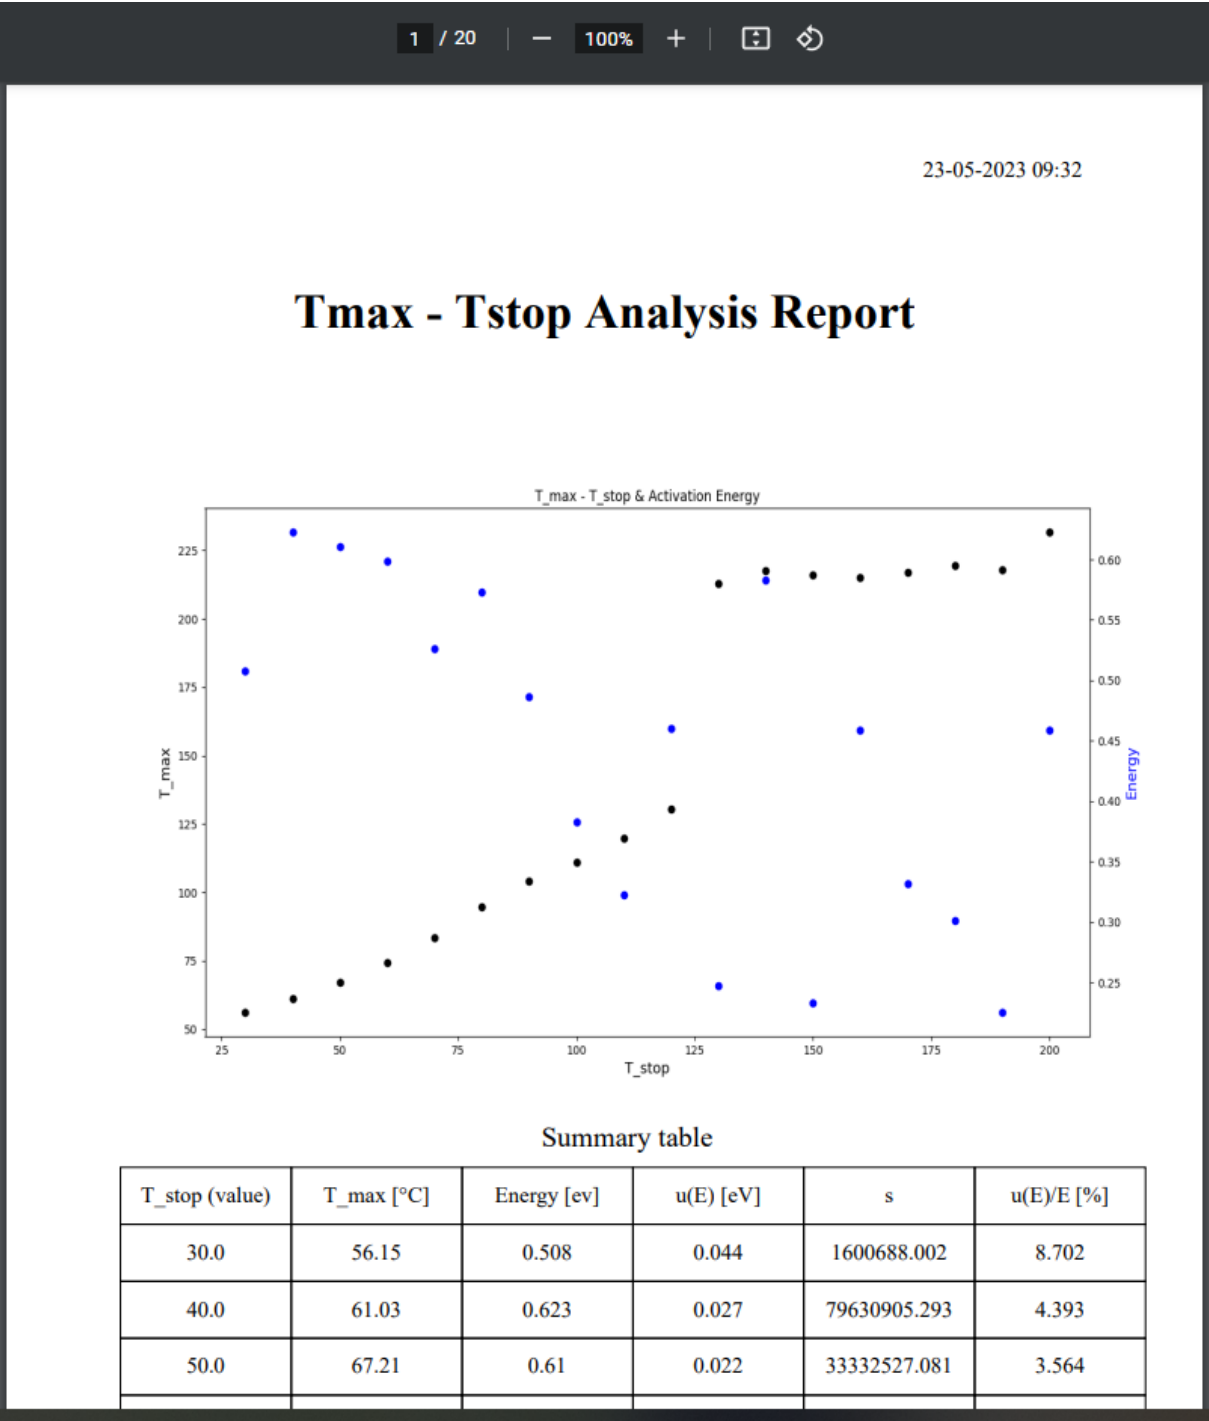 1 / 20 100%
23-05-2023 09:32
Tmax - Tstop Analysis Report
T_max - T_stop & Activation Energy
225
200
175
150
125
100
75
50
T_max
0.60
0.55
0.50
0.45
0.40
0.35
0.30
0.25
Energy
25 50 75 100 125 150 175 200
T_stop
Summary table
T_stop (value) T_max [°C] Energy [ev] u(E) [eV] s u(E)/E [%]
30.0 56.15 0.508 0.044 1600688.002 8.702
40.0 61.03 0.623 0.027 79630905.293 4.393
50.0 67.21 0.61 0.022 33332527.081 3.564